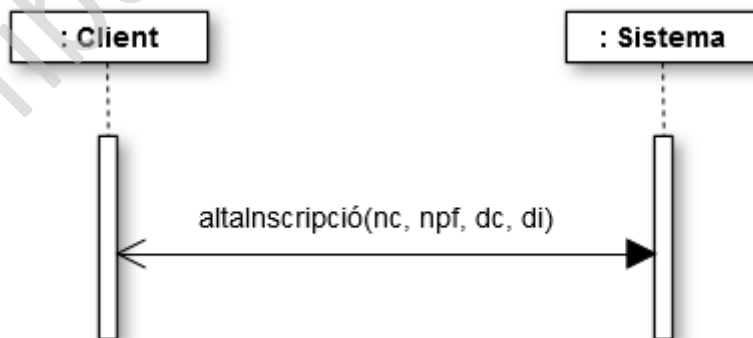 : Client
: Sistema
altaInscripció(nc, npf, dc, di)